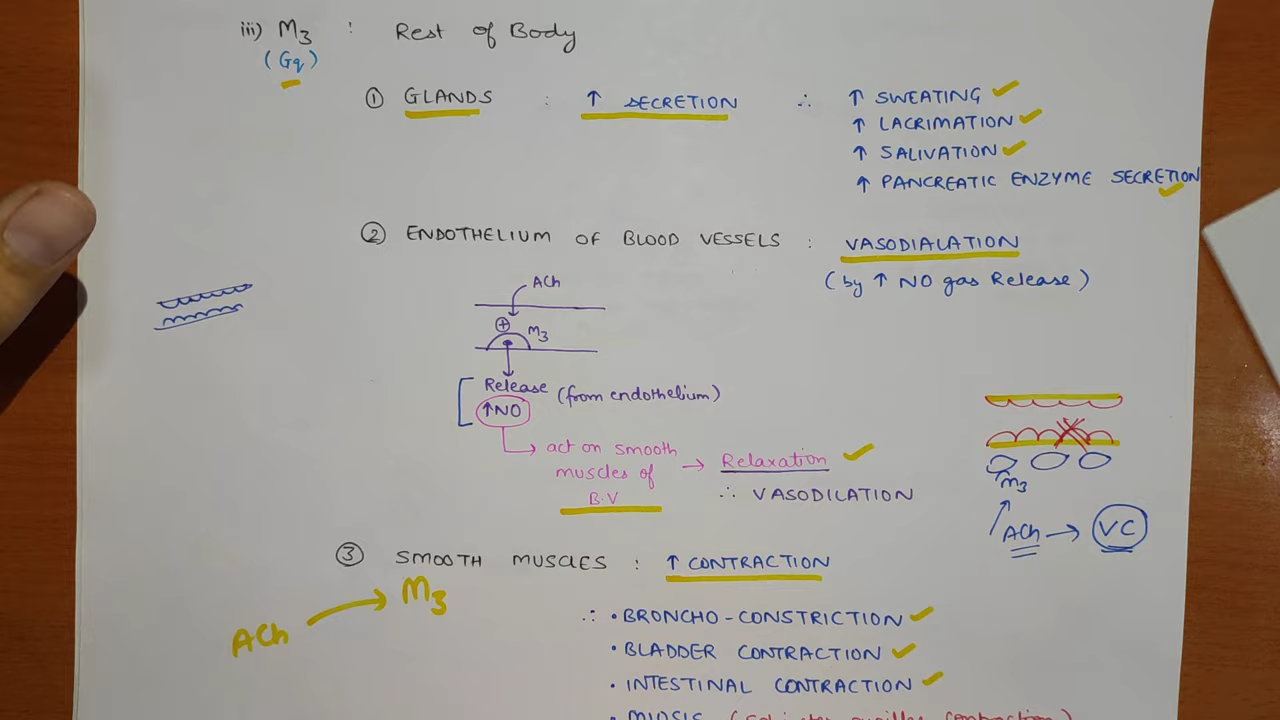 iii) M3 : Rest of Body
(Gq)
① GLANDS : ↑ SECRETION ∴ ↑ SWEATING
↑ LACRIMATION
↑ SALIVATION
↑ PANCREATIC ENZYME SECRETION
② ENDOTHELIUM OF BLOOD VESSELS : VASODIALATION
(by ↑ NO gas Release)
ACh
+ M3
Release (from endothelium)
↑NO
→ act on smooth → Relaxation
muscles of
B.V ∴ VASODILATION
M3
ACh → VC
③ SMOOTH MUSCLES : ↑ CONTRACTION
ACh → M3
∴ • BRONCHO-CONSTRICTION
• BLADDER CONTRACTION
• INTESTINAL CONTRACTION
• MIOSIS